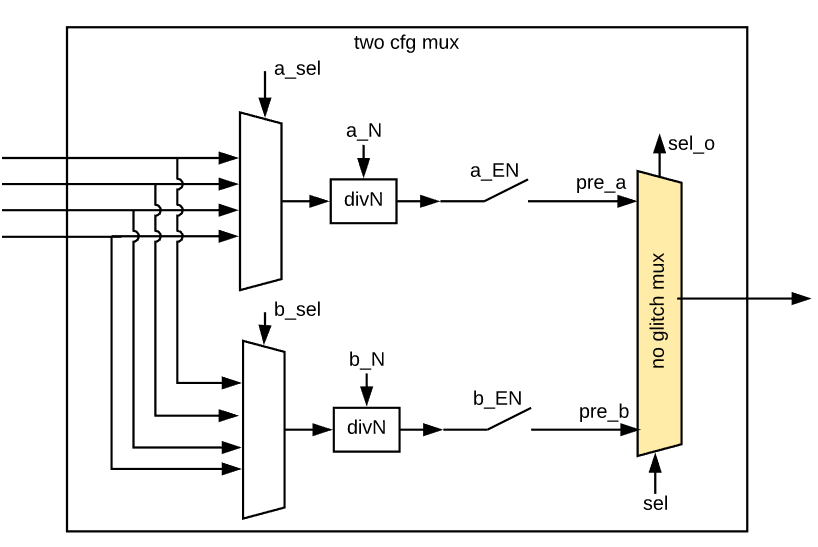 two cfg mux
a_sel
a_N
divN
a_EN
pre_a
sel_o
no glitch mux
b_sel
b_N
divN
b_EN
pre_b
sel